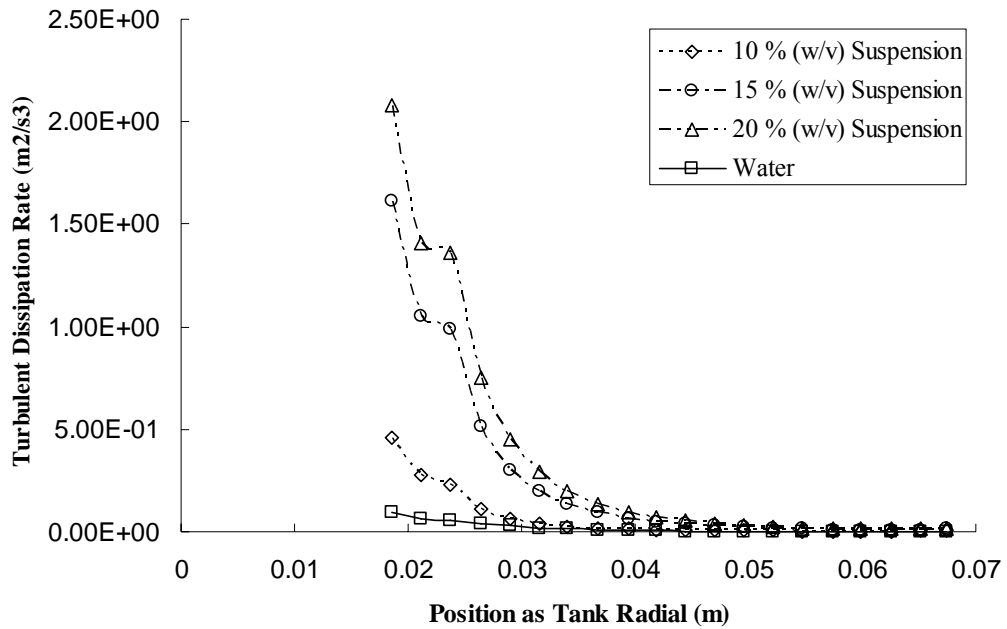 2.50E+00
2.00E+00
1.50E+00
1.00E+00
5.00E-01
0.00E+00
Turbulent Dissipation Rate (m2/s3)
10 % (w/v) Suspension
15 % (w/v) Suspension
20 % (w/v) Suspension
Water
0
0.01
0.02
0.03
0.04
0.05
0.06
0.07
Position as Tank Radial (m)